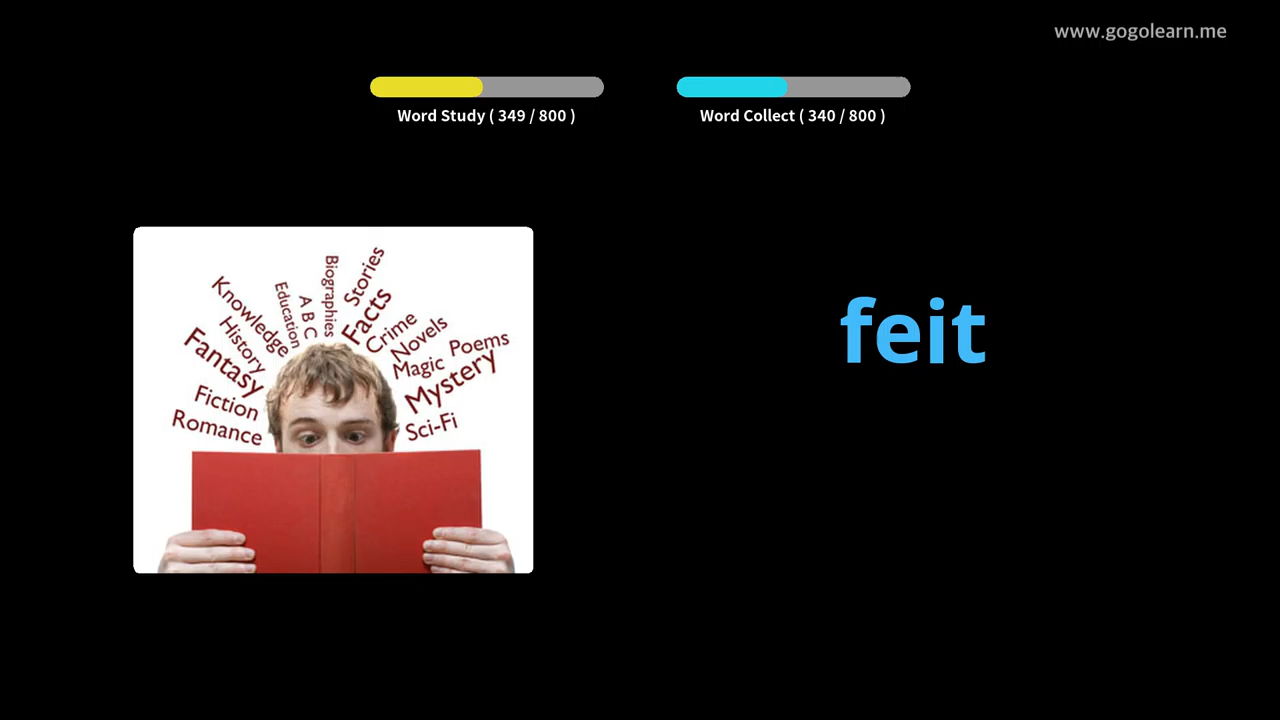 www.gogolearn.me
Word Study ( 349 / 800 )
Word Collect ( 340 / 800 )
Knowledge
History
Fantasy
Fiction
Romance
Education
A B C
Biographies
Stories
Facts
Crime
Novels
Magic
Poems
Mystery
Sci-Fi
feit